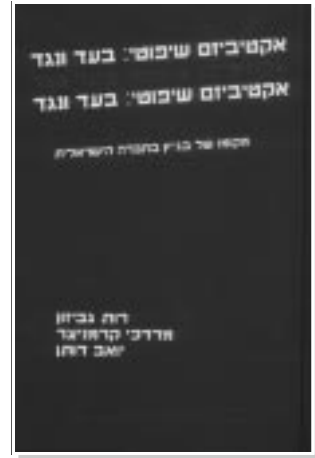 אקטיביזם שיפוטי: בעד ונגד
אקטיביזם שיפוטי: בעד ונגד
מקומו של בג״ץ בחברה הישראלית
רות גביזון
מרדכי קרמניצר
יואב דותן